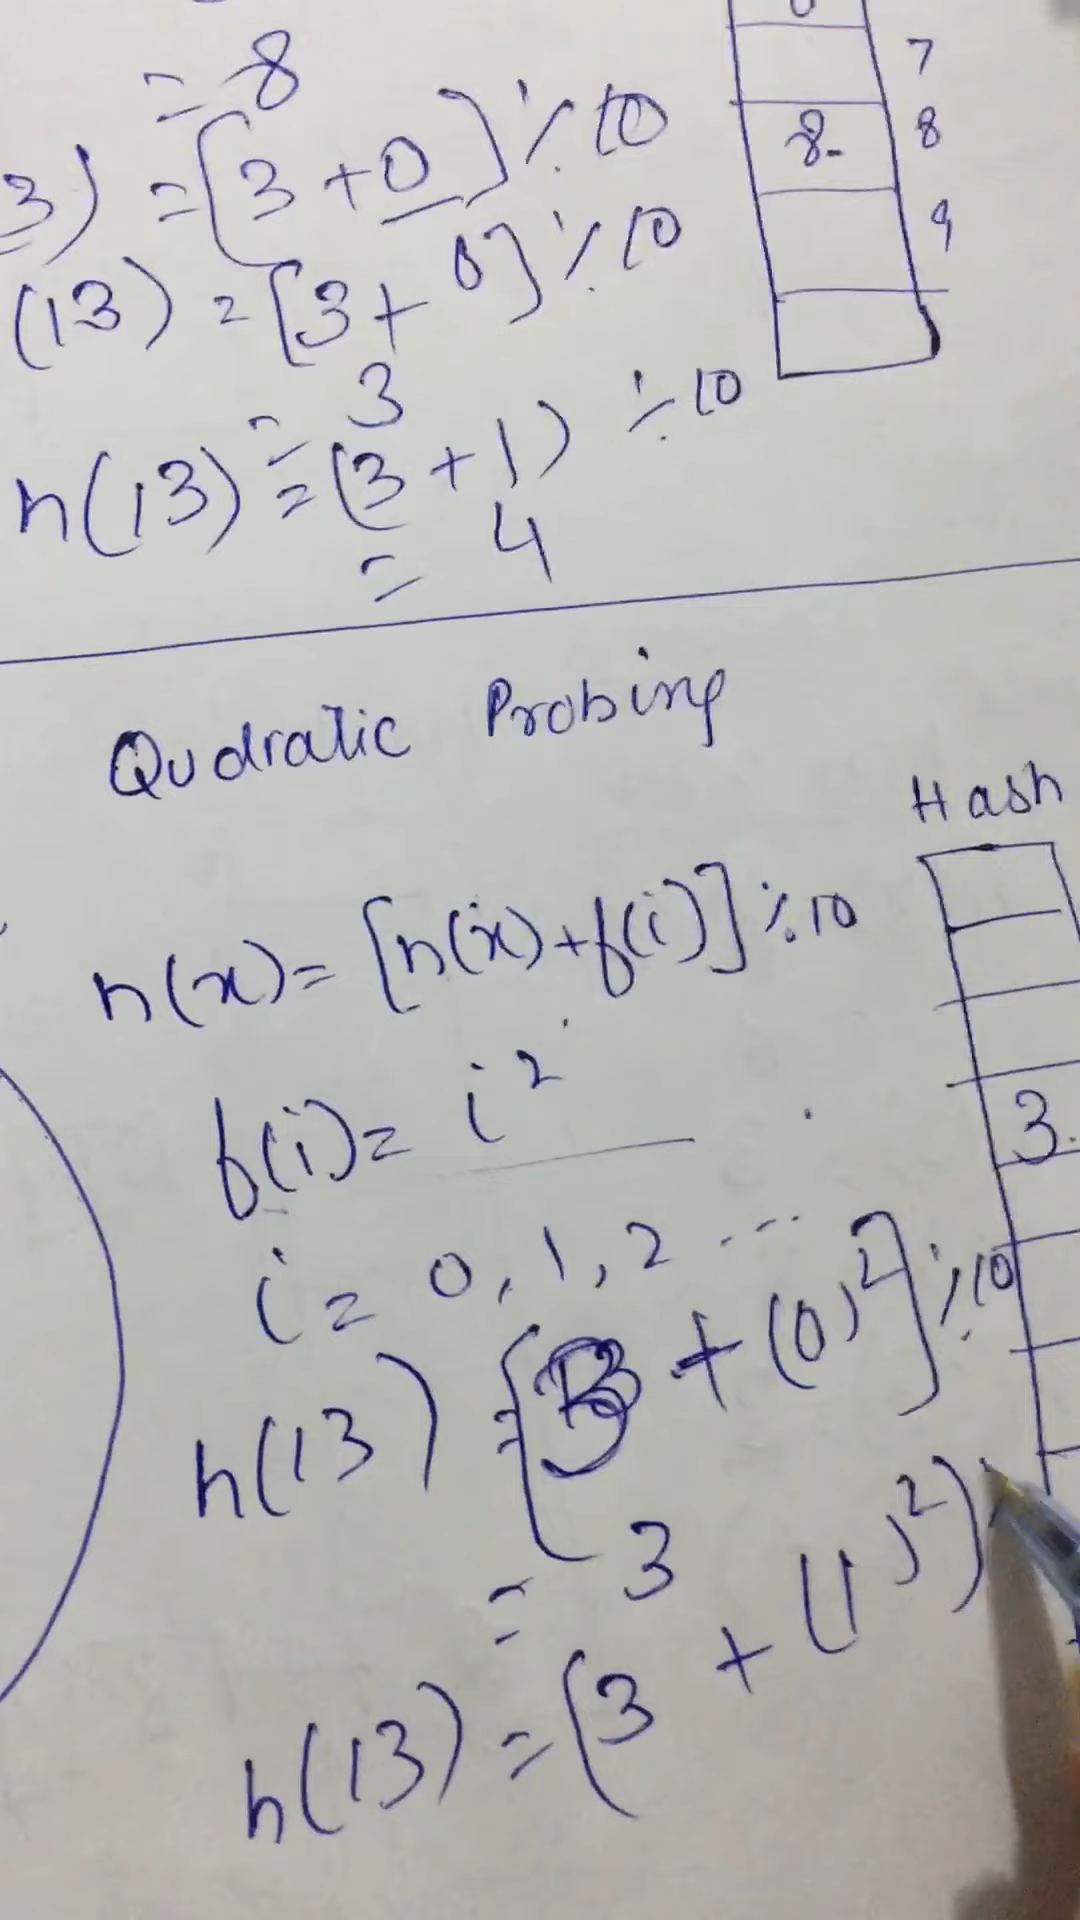 = 8
7
3) = [3 + 0] % 10
8- 8
(13) = [3 + 0] % 10
9
= 3
h(13) = (3 + 1) % 10
= 4
Qudratic Probing
Hash
h(x) = [h(x) + f(i)] % 10
f(i) = i²
3.
i = 0, 1, 2 ...
h(13) = [3 + (0)²] % 10
= 3
h(13) = (3 + (1)²)